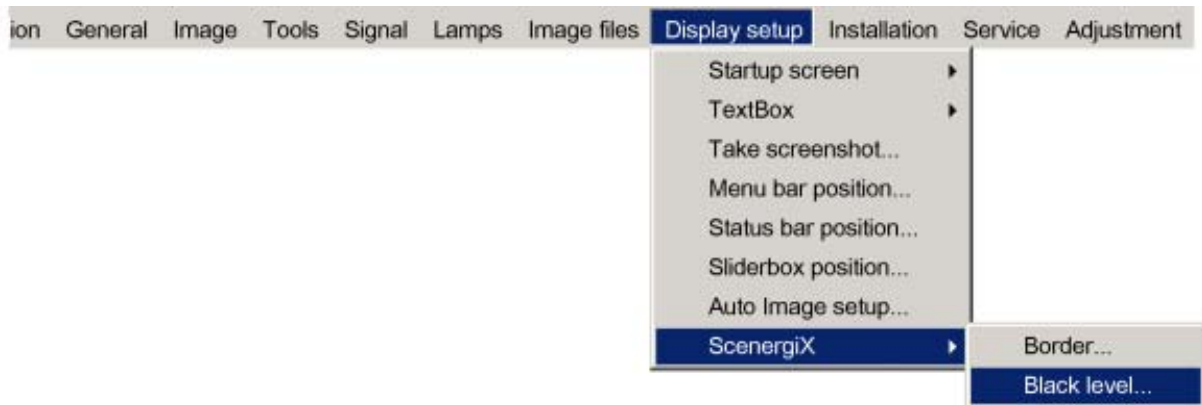 ion General Image Tools Signal Lamps Image files Display setup Installation Service Adjustment
Startup screen
TextBox
Take screenshot...
Menu bar position...
Status bar position...
Sliderbox position...
Auto Image setup...
ScenergiX
Border...
Black level...